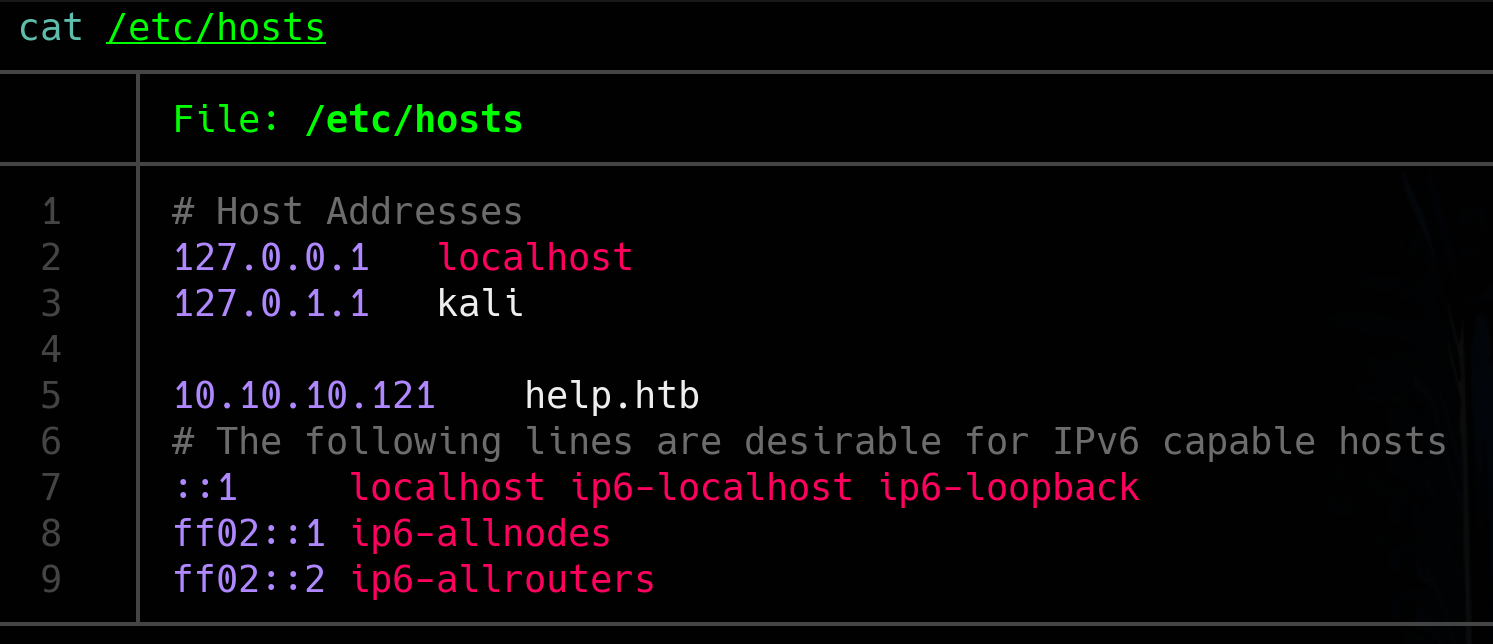 cat /etc/hosts
File: /etc/hosts
1 # Host Addresses
2 127.0.0.1   localhost
3 127.0.1.1   kali
4
5 10.10.10.121    help.htb
6 # The following lines are desirable for IPv6 capable hosts
7 ::1     localhost ip6-localhost ip6-loopback
8 ff02::1 ip6-allnodes
9 ff02::2 ip6-allrouters